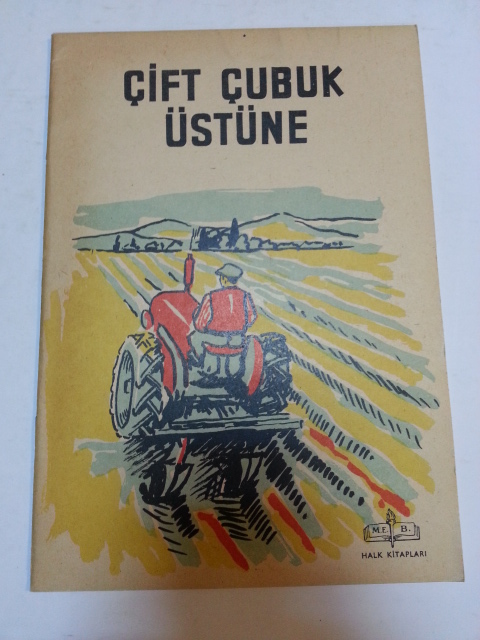 ÇİFT ÇUBUK
ÜSTÜNE
M.E. B.
HALK KİTAPLARI